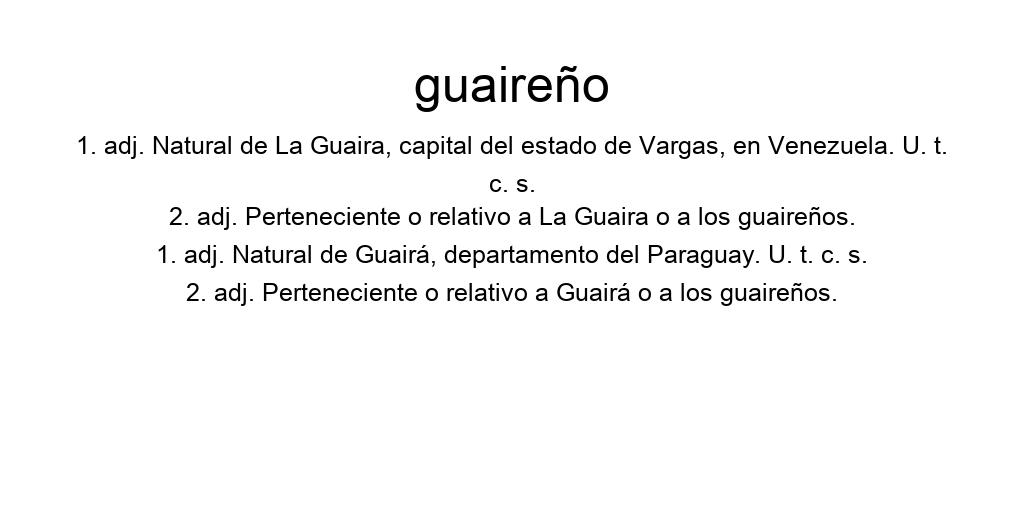 guaireño
1. adj. Natural de La Guaira, capital del estado de Vargas, en Venezuela. U. t.
c. s.
2. adj. Perteneciente o relativo a La Guaira o a los guaireños.
1. adj. Natural de Guairá, departamento del Paraguay. U. t. c. s.
2. adj. Perteneciente o relativo a Guairá o a los guaireños.